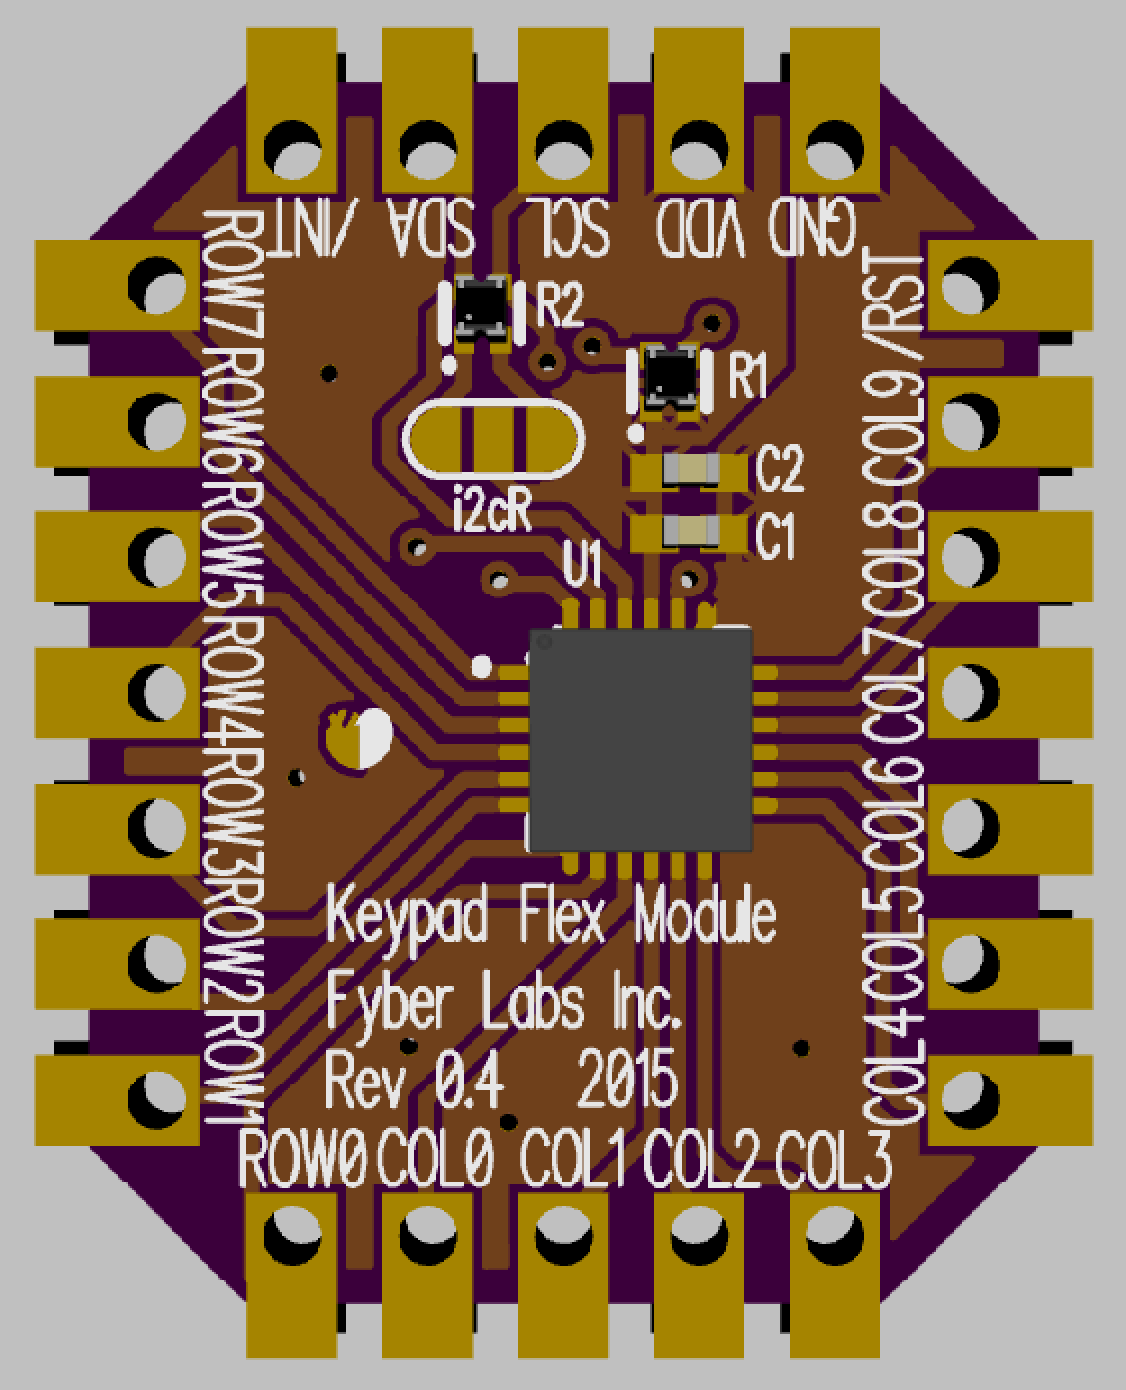 /INT SDA SCL VDD GND
ROW7 ROW6 ROW5 ROW4 ROW3 ROW2 ROW1
R2
R1
C2
C1
i2cR
U1
COL4 COL5 COL6 COL7 COL8 COL9 /RST
Keypad Flex Module
Fyber Labs Inc.
Rev 0.4 2015
ROW0 COL0 COL1 COL2 COL3